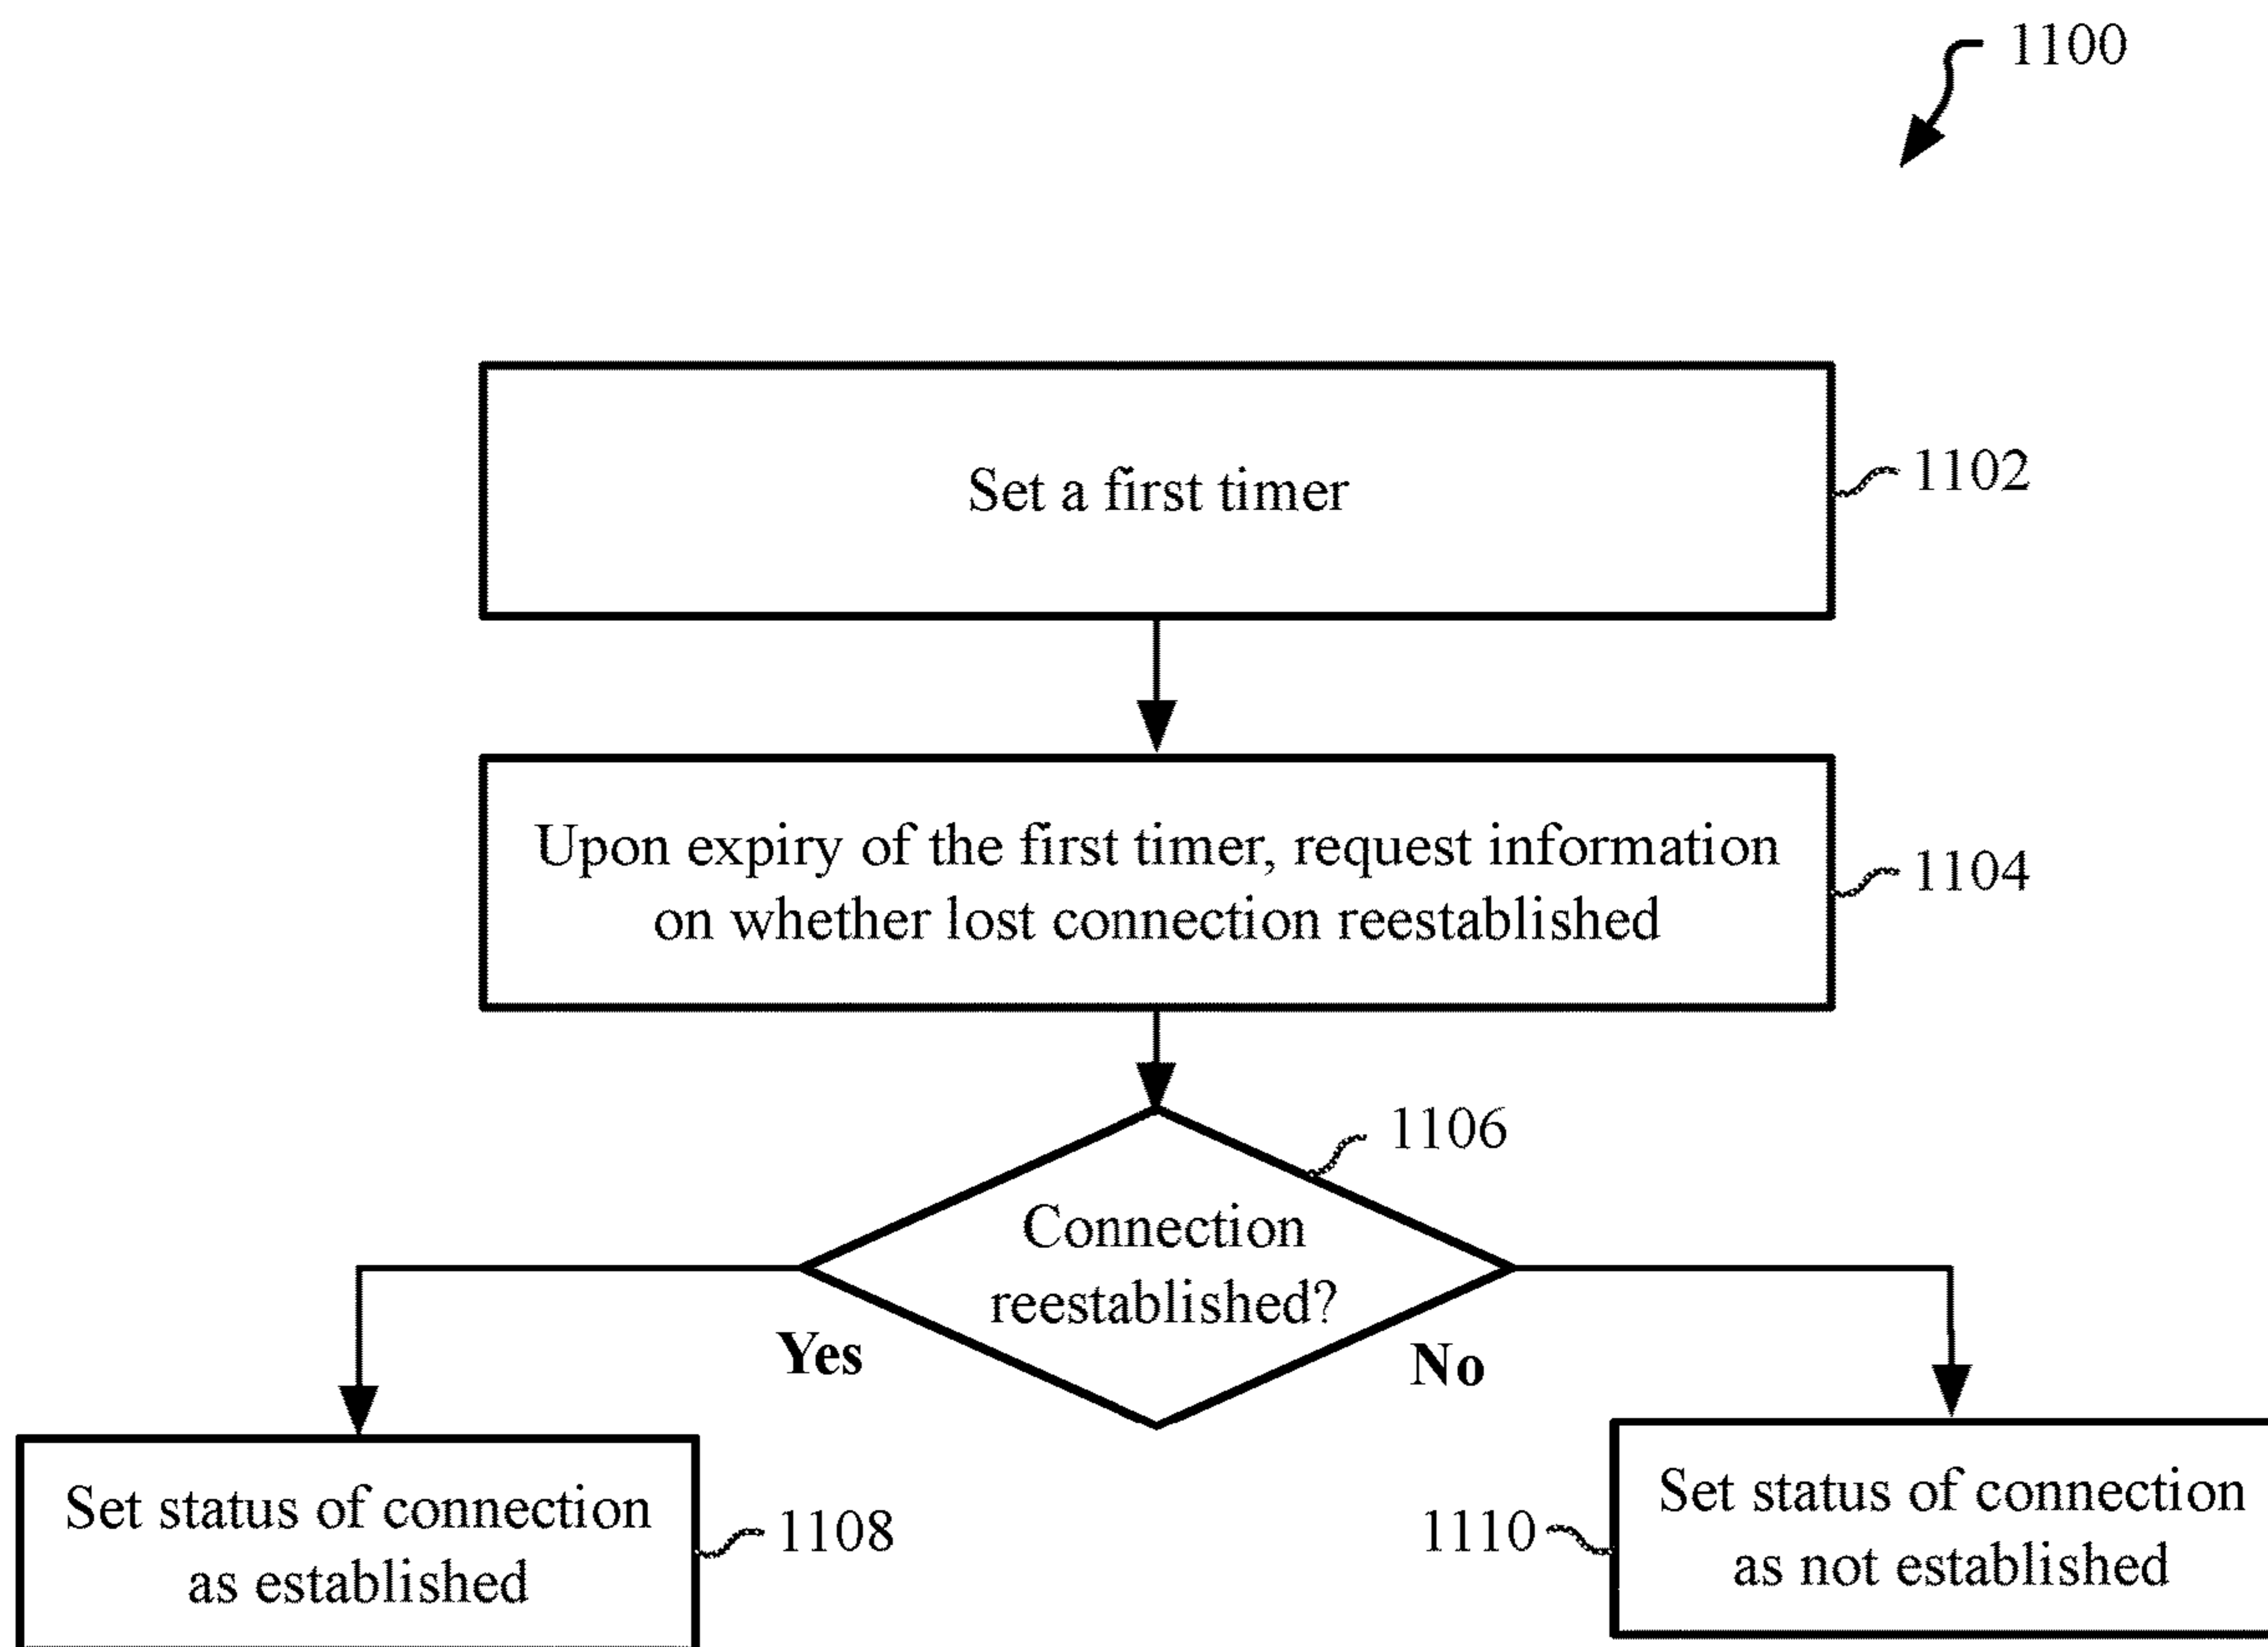 1100
Set a first timer
1102
Upon expiry of the first timer, request information
on whether lost connection reestablished
1104
1106
Connection
reestablished?
Yes
No
Set status of connection
as established
1108
1110
Set status of connection
as not established